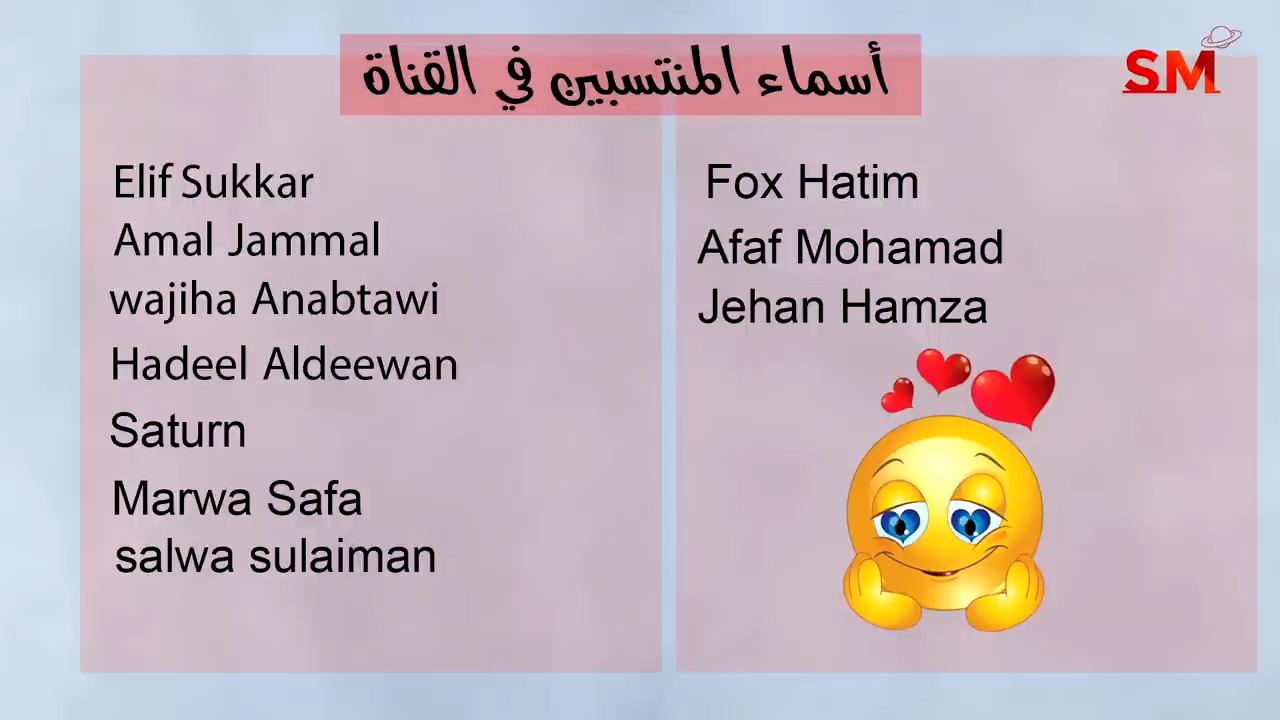 أسماء المنتسبين في القناة
SM
Elif Sukkar
Amal Jammal
wajiha Anabtawi
Hadeel Aldeewan
Saturn
Marwa Safa
salwa sulaiman
Fox Hatim
Afaf Mohamad
Jehan Hamza